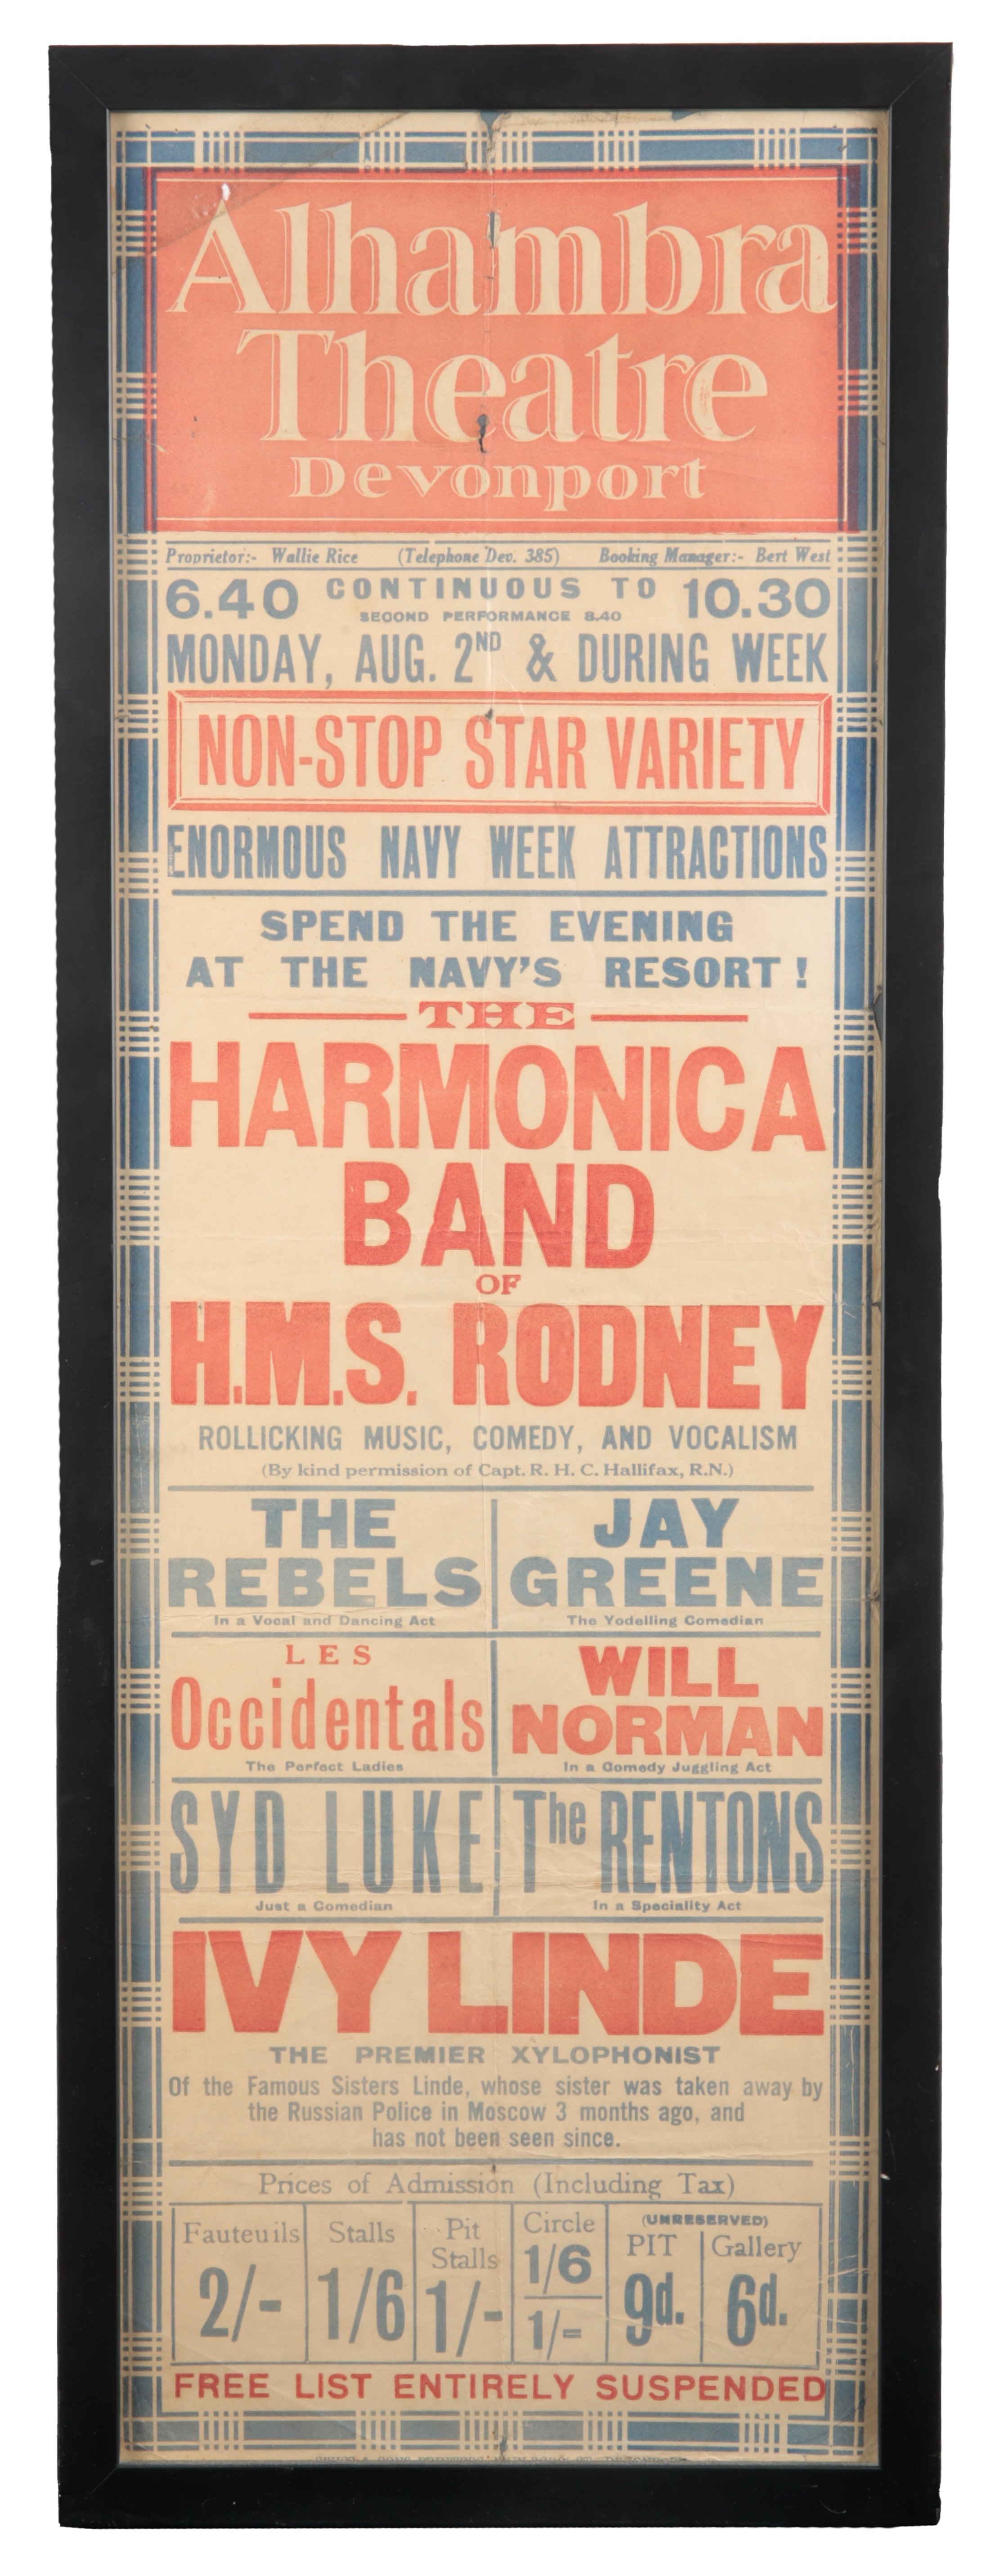 Alhambra
Theatre
Devonport
Proprietor:- Wallie Rice (Telephone Dev. 385) Booking Manager:- Bert West
6.40 CONTINUOUS TO 10.30
SECOND PERFORMANCE 8.40
MONDAY, AUG. 2ND & DURING WEEK
NON-STOP STAR VARIETY
ENORMOUS NAVY WEEK ATTRACTIONS
SPEND THE EVENING
AT THE NAVY'S RESORT!
THE
HARMONICA
BAND
OF
H.M.S. RODNEY
ROLLICKING MUSIC, COMEDY, AND VOCALISM
(By kind permission of Capt. R. H. C. Hallifax, R.N.)
THE
REBELS
In a Vocal and Dancing Act
JAY
GREENE
The Yodelling Comedian
LES
Occidentals
The Perfect Ladies
WILL
NORMAN
In a Comedy Juggling Act
SYD LUKE
Just a Comedian
The RENTONS
In a Speciality Act
IVY LINDE
THE PREMIER XYLOPHONIST
Of the Famous Sisters Linde, whose sister was taken away by
the Russian Police in Moscow 3 months ago, and
has not been seen since.
Prices of Admission (Including Tax)
Fauteuils
2/-
Stalls
1/6
Pit
Stalls
1/-
Circle
1/6
1/=
(UNRESERVED)
PIT
9d.
Gallery
6d.
FREE LIST ENTIRELY SUSPENDED